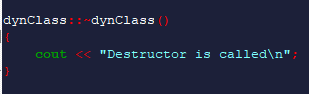 dynClass::~dynClass()
{
    cout << "Destructor is called\n";
}